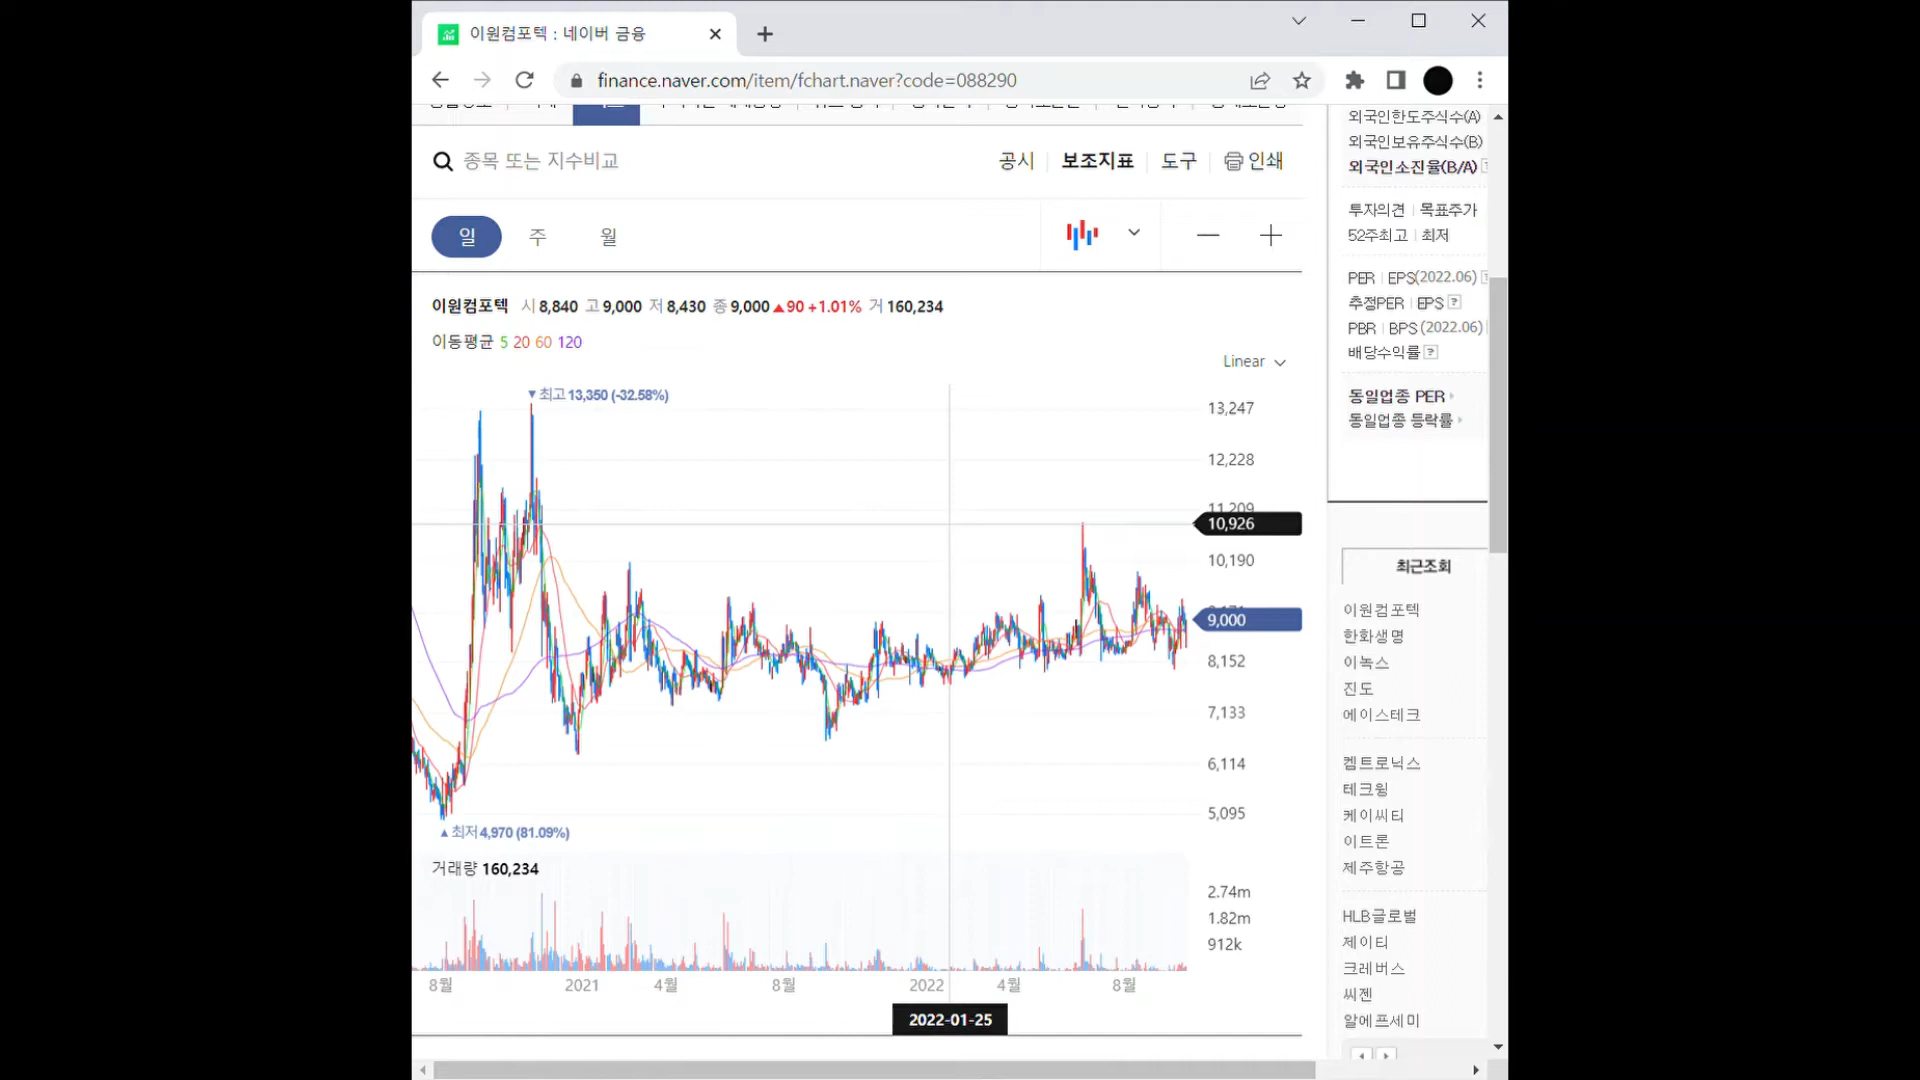 이원컴포텍 : 네이버 금융
finance.naver.com/item/fchart.naver?code=088290
종목 또는 지수비교
공시 보조지표 도구 인쇄
일 주 월
이원컴포텍 시 8,840 고 9,000 저 8,430 종 9,000 ▲90 +1.01% 거 160,234
이동평균 5 20 60 120
Linear
▼최고 13,350 (-32.58%)
13,247
12,228
11,209
10,926
10,190
9,000
8,152
7,133
6,114
5,095
▲최저 4,970 (81.09%)
거래량 160,234
2.74m
1.82m
912k
8월 2021 4월 8월 2022 4월 8월
2022-01-25
외국인한도주식수(A)
외국인보유주식수(B)
외국인소진율(B/A)
투자의견 | 목표주가
52주최고 | 최저
PER | EPS(2022.06)
추정PER | EPS ?
PBR | BPS (2022.06)
배당수익률 ?
동일업종 PER
동일업종 등락률
최근조회
이원컴포텍
한화생명
이녹스
진도
에이스테크
켐트로닉스
테크윙
케이씨티
이트론
제주항공
HLB글로벌
제이티
크레버스
씨젠
알에프세미